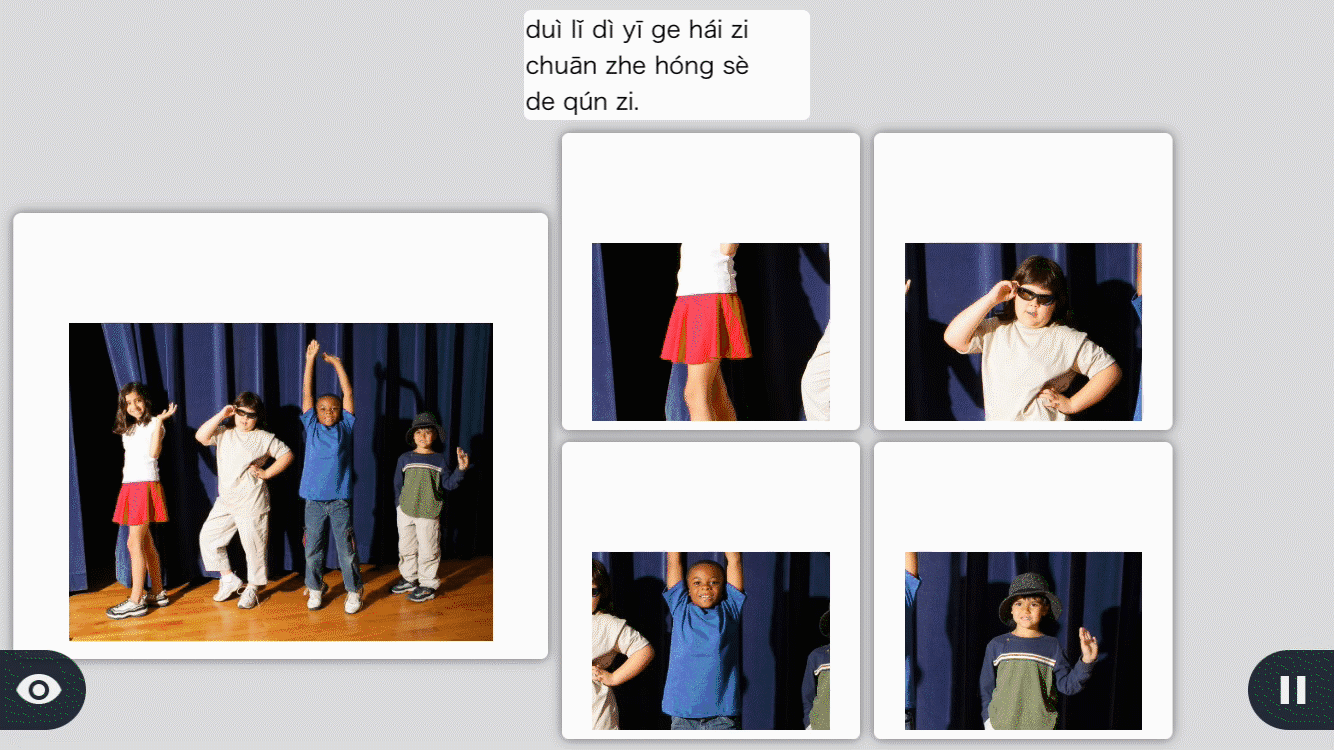 duì lǐ dì yī ge hái zi
chuān zhe hóng sè
de qún zi.